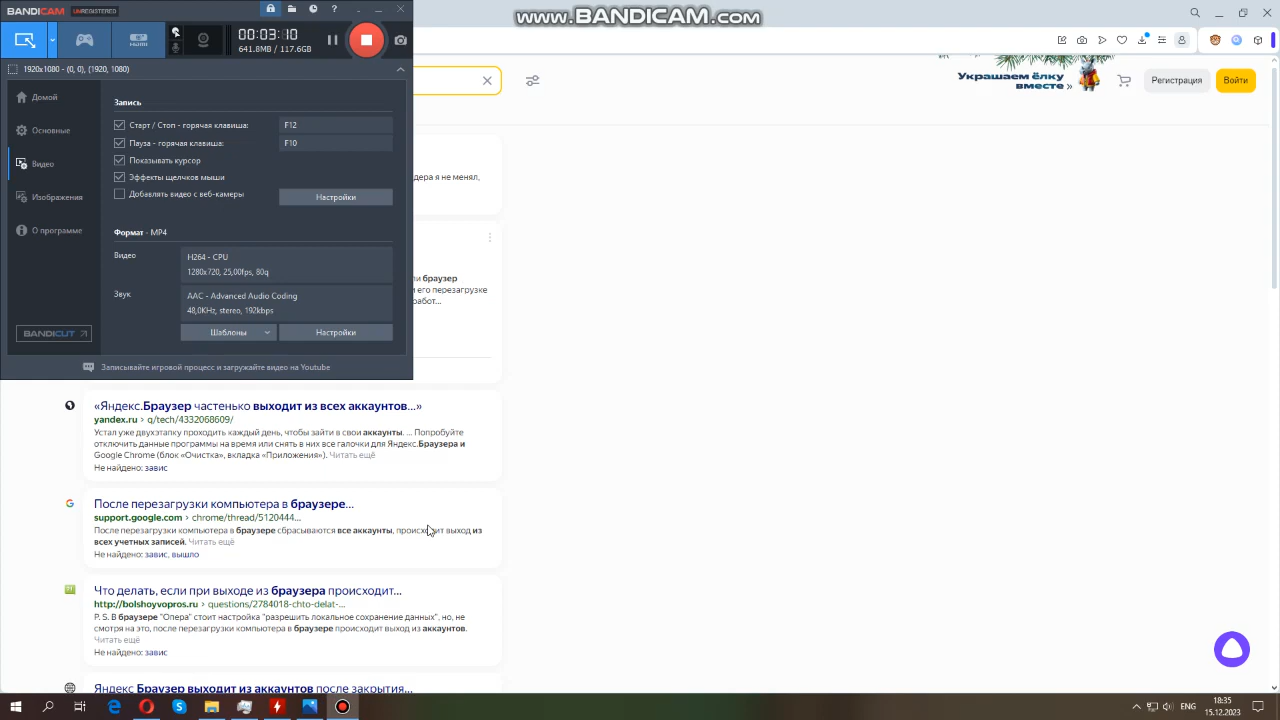 BANDICAM UNREGISTERED
www.BANDICAM.com
HDMI
00:03:10
641.8MB / 117.6GB
1920x1080 - (0, 0), (1920, 1080)
Домой
Основные
Видео
Изображения
О программе
BANDICUT
Запись
Старт / Стоп - горячая клавиша:
F12
Пауза - горячая клавиша:
F10
Показывать курсор
Эффекты щелчков мыши
Добавлять видео с веб-камеры
Настройки
Формат - MP4
Видео
H264 - CPU
1280x720, 25,00fps, 80q
Звук
AAC - Advanced Audio Coding
48,0KHz, stereo, 192kbps
Шаблоны
Настройки
Записывайте игровой процесс и загружайте видео на Youtube
Украшаем ёлку
вместе »
Регистрация
Войти
дера я не менял,
ли браузер
и его перезагрузке
работ...
«Яндекс.Браузер частенько выходит из всех аккаунтов...»
yandex.ru › q/tech/4332068609/
Устал уже двухэтапку проходить каждый день, чтобы зайти в свои аккаунты. ... Попробуйте
отключить данные программы на время или снять в них все галочки для Яндекс.Браузера и
Google Chrome (блок «Очистка», вкладка «Приложения»). Читать ещё
Не найдено: завис
После перезагрузки компьютера в браузере...
support.google.com › chrome/thread/5120444...
После перезагрузки компьютера в браузере сбрасываются все аккаунты, происходит выход из
всех учетных записей. Читать ещё
Не найдено: завис, вышло
Что делать, если при выходе из браузера происходит...
http://bolshoyvopros.ru › questions/2784018-chto-delat-...
P. S. В браузере "Опера" стоит настройка "разрешить локальное сохранение данных", но, не
смотря на это, после перезагрузки компьютера в браузере происходит выход из аккаунтов.
Читать ещё
Не найдено: завис
Яндекс Браузер выходит из аккаунтов после закрытия...
ENG
18:35
15.12.2023